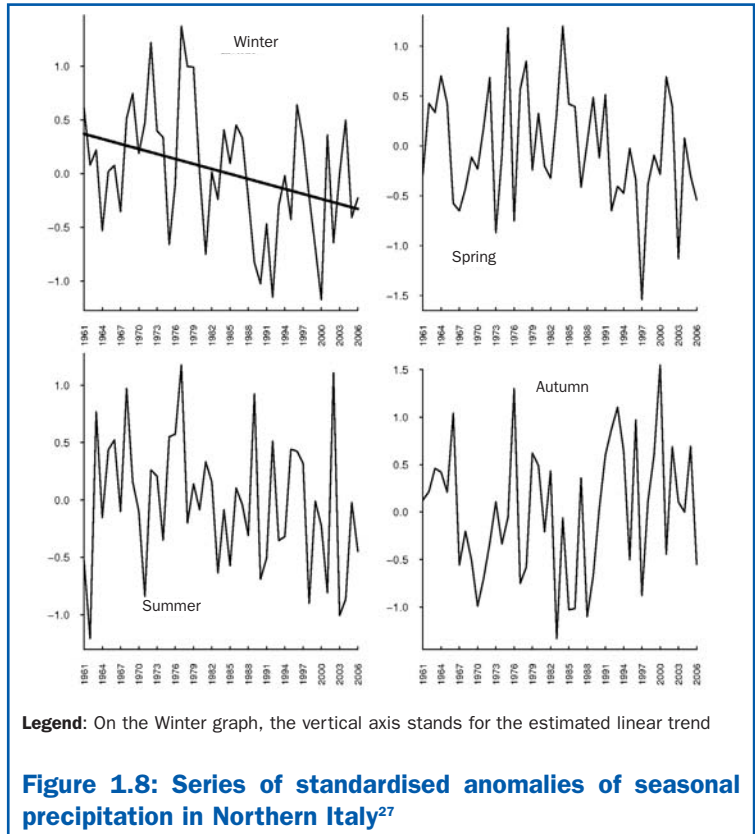 Winter
1.0
0.5
0.0
−0.5
−1.0
1961 1964 1967 1970 1973 1976 1979 1982 1985 1988 1991 1994 1997 2000 2003 2006
1.0
0.5
0.0
−0.5
−1.0
−1.5
Spring
1961 1964 1967 1970 1973 1976 1979 1982 1985 1988 1991 1994 1997 2000 2003 2006
1.0
0.5
0.0
−0.5
−1.0
Summer
1961 1964 1967 1970 1973 1976 1979 1982 1985 1988 1991 1994 1997 2000 2003 2006
Autumn
1.5
1.0
0.5
0.0
−0.5
−1.0
1961 1964 1967 1970 1973 1976 1979 1982 1985 1988 1991 1994 1997 2000 2003 2006
Legend: On the Winter graph, the vertical axis stands for the estimated linear trend
Figure 1.8: Series of standardised anomalies of seasonal
precipitation in Northern Italy²⁷